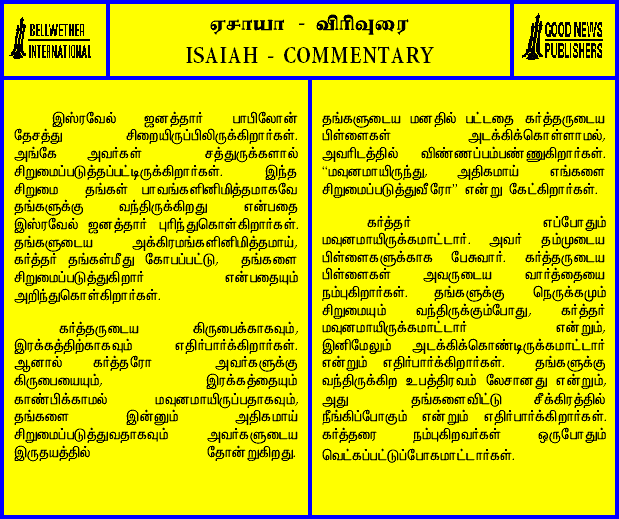 BELLWETHER
INTERNATIONAL
ஏசாயா - விரிவுரை
ISAIAH - COMMENTARY
GOOD NEWS
PUBLISHERS
இஸ்ரவேல் ஜனத்தார் பாபிலோன்
தேசத்து சிறையிருப்பிலிருக்கிறார்கள்.
அங்கே அவர்கள் சத்துருக்களால்
சிறுமைப்படுத்தப்பட்டிருக்கிறார்கள். இந்த
சிறுமை தங்கள் பாவங்களினிமித்தமாகவே
தங்களுக்கு வந்திருக்கிறது என்பதை
இஸ்ரவேல் ஜனத்தார் புரிந்துகொள்கிறார்கள்.
தங்களுடைய அக்கிரமங்களினிமித்தமாய்,
கர்த்தர் தங்கள்மீது கோபப்பட்டு, தங்களை
சிறுமைப்படுத்துகிறார் என்பதையும்
அறிந்துகொள்கிறார்கள்.
கர்த்தருடைய கிருபைக்காகவும்,
இரக்கத்திற்காகவும் எதிர்பார்க்கிறார்கள்.
ஆனால் கர்த்தரோ அவர்களுக்கு
கிருபையையும், இரக்கத்தையும்
காண்பிக்காமல் மவுனமாயிருப்பதாகவும்,
தங்களை இன்னும் அதிகமாய்
சிறுமைப்படுத்துவதாகவும் அவர்களுடைய
இருதயத்தில் தோன்றுகிறது.
தங்களுடைய மனதில் பட்டதை கர்த்தருடைய
பிள்ளைகள் அடக்கிக்கொள்ளாமல்,
அவரிடத்தில் விண்ணப்பம்பண்ணுகிறார்கள்.
“மவுனமாயிருந்து, அதிகமாய் எங்களை
சிறுமைப்படுத்துவீரோ” என்று கேட்கிறார்கள்.
கர்த்தர் எப்போதும்
மவுனமாயிருக்கமாட்டார். அவர் தம்முடைய
பிள்ளைகளுக்காக பேசுவார். கர்த்தருடைய
பிள்ளைகள் அவருடைய வார்த்தையை
நம்புகிறார்கள். தங்களுக்கு நெருக்கமும்
சிறுமையும் வந்திருக்கும்போது, கர்த்தர்
மவுனமாயிருக்கமாட்டார் என்றும்,
இனிமேலும் அடக்கிக்கொண்டிருக்கமாட்டார்
என்றும் எதிர்பார்க்கிறார்கள். தங்களுக்கு
வந்திருக்கிற உபத்திரவம் லேசானது என்றும்,
அது தங்களைவிட்டு சீக்கிரத்தில்
நீங்கிப்போகும் என்றும் எதிர்பார்க்கிறார்கள்.
கர்த்தரை நம்புகிறவர்கள் ஒருபோதும்
வெட்கப்பட்டுப்போகமாட்டார்கள்.